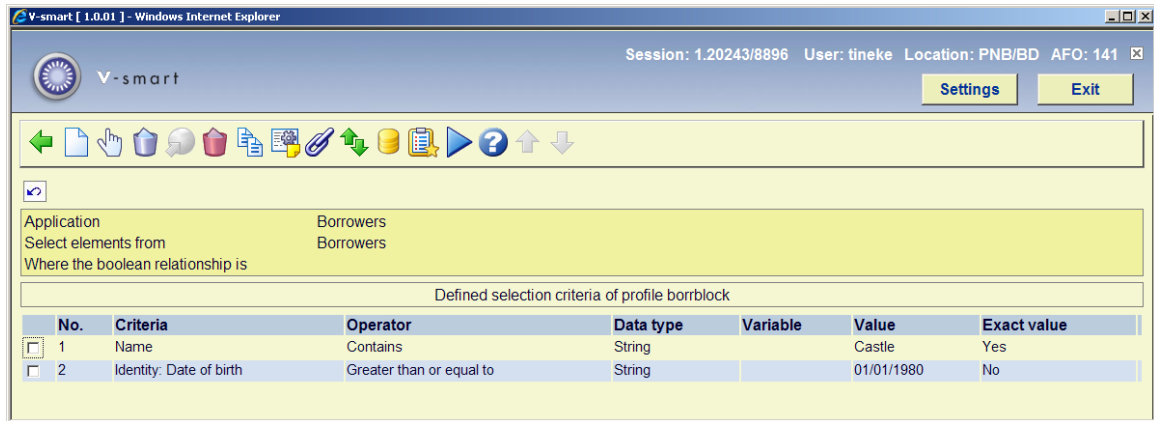 V-smart [ 1.0.01 ] - Windows Internet Explorer
Session: 1.20243/8896 User: tineke Location: PNB/BD AFO: 141
V-smart
Settings Exit
Application Borrowers
Select elements from Borrowers
Where the boolean relationship is
Defined selection criteria of profile borrblock
No. Criteria Operator Data type Variable Value Exact value
1 Name Contains String Castle Yes
2 Identity: Date of birth Greater than or equal to String 01/01/1980 No